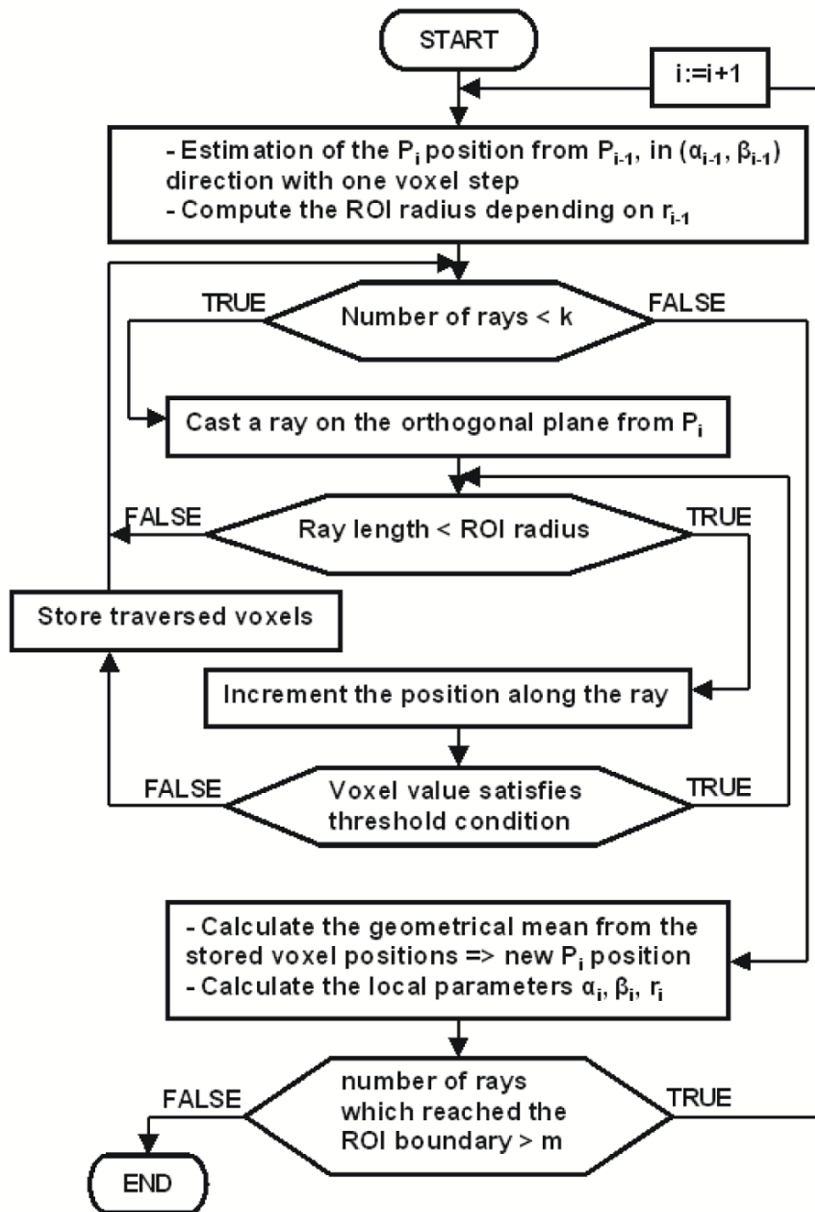 START
i:=i+1
- Estimation of the Pi position from Pi-1, in (αi-1, βi-1)
direction with one voxel step
- Compute the ROI radius depending on ri-1
TRUE
Number of rays < k
FALSE
Cast a ray on the orthogonal plane from Pi
FALSE
Ray length < ROI radius
TRUE
Store traversed voxels
Increment the position along the ray
FALSE
Voxel value satisfies
threshold condition
TRUE
- Calculate the geometrical mean from the
stored voxel positions => new Pi position
- Calculate the local parameters αi, βi, ri
FALSE
number of rays
which reached the
ROI boundary > m
TRUE
END